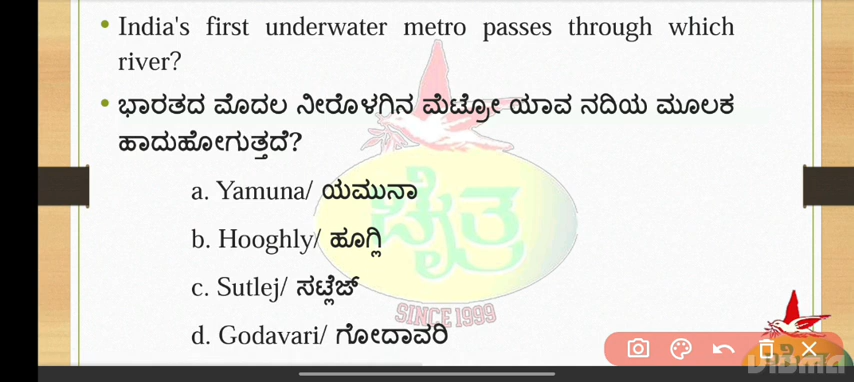 • India's first underwater metro passes through which
river?
• ಭಾರತದ ಮೊದಲ ನೀರೊಳಗಿನ ಮೆಟ್ರೋ ಯಾವ ನದಿಯ ಮೂಲಕ
ಹಾದುಹೋಗುತ್ತದೆ?
a. Yamuna/ ಯಮುನಾ
b. Hooghly/ ಹೂಗ್ಲಿ
c. Sutlej/ ಸಟ್ಲೆಜ್
d. Godavari/ ಗೋದಾವರಿ
ಚೈತ್ರ
SINCE 1999